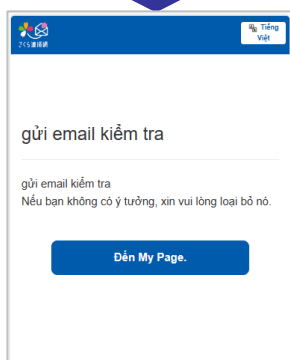 さくら連絡網
Tiếng
Việt
gửi email kiểm tra
gửi email kiểm tra
Nếu bạn không có ý tưởng, xin vui lòng loại bỏ nó.
Đến My Page.